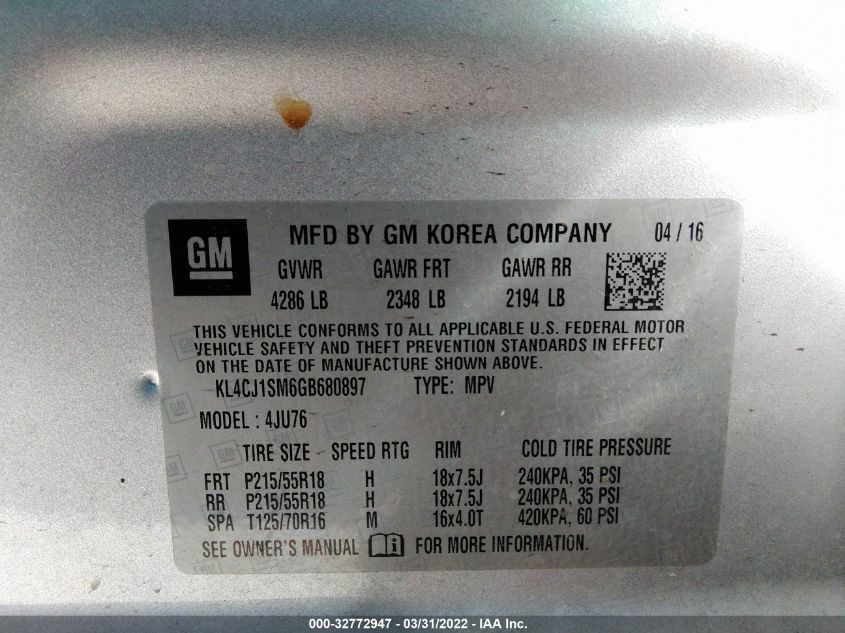 GM
MFD BY GM KOREA COMPANY 04 / 16
GVWR GAWR FRT GAWR RR
4286 LB 2348 LB 2194 LB
THIS VEHICLE CONFORMS TO ALL APPLICABLE U.S. FEDERAL MOTOR
VEHICLE SAFETY AND THEFT PREVENTION STANDARDS IN EFFECT
ON THE DATE OF MANUFACTURE SHOWN ABOVE.
KL4CJ1SM6GB680897 TYPE: MPV
MODEL : 4JU76
TIRE SIZE - SPEED RTG RIM COLD TIRE PRESSURE
FRT P215/55R18 H 18x7.5J 240KPA, 35 PSI
RR P215/55R18 H 18x7.5J 240KPA, 35 PSI
SPA T125/70R16 M 16x4.0T 420KPA, 60 PSI
SEE OWNER'S MANUAL i FOR MORE INFORMATION.
000-32772947 - 03/31/2022 - IAA Inc.